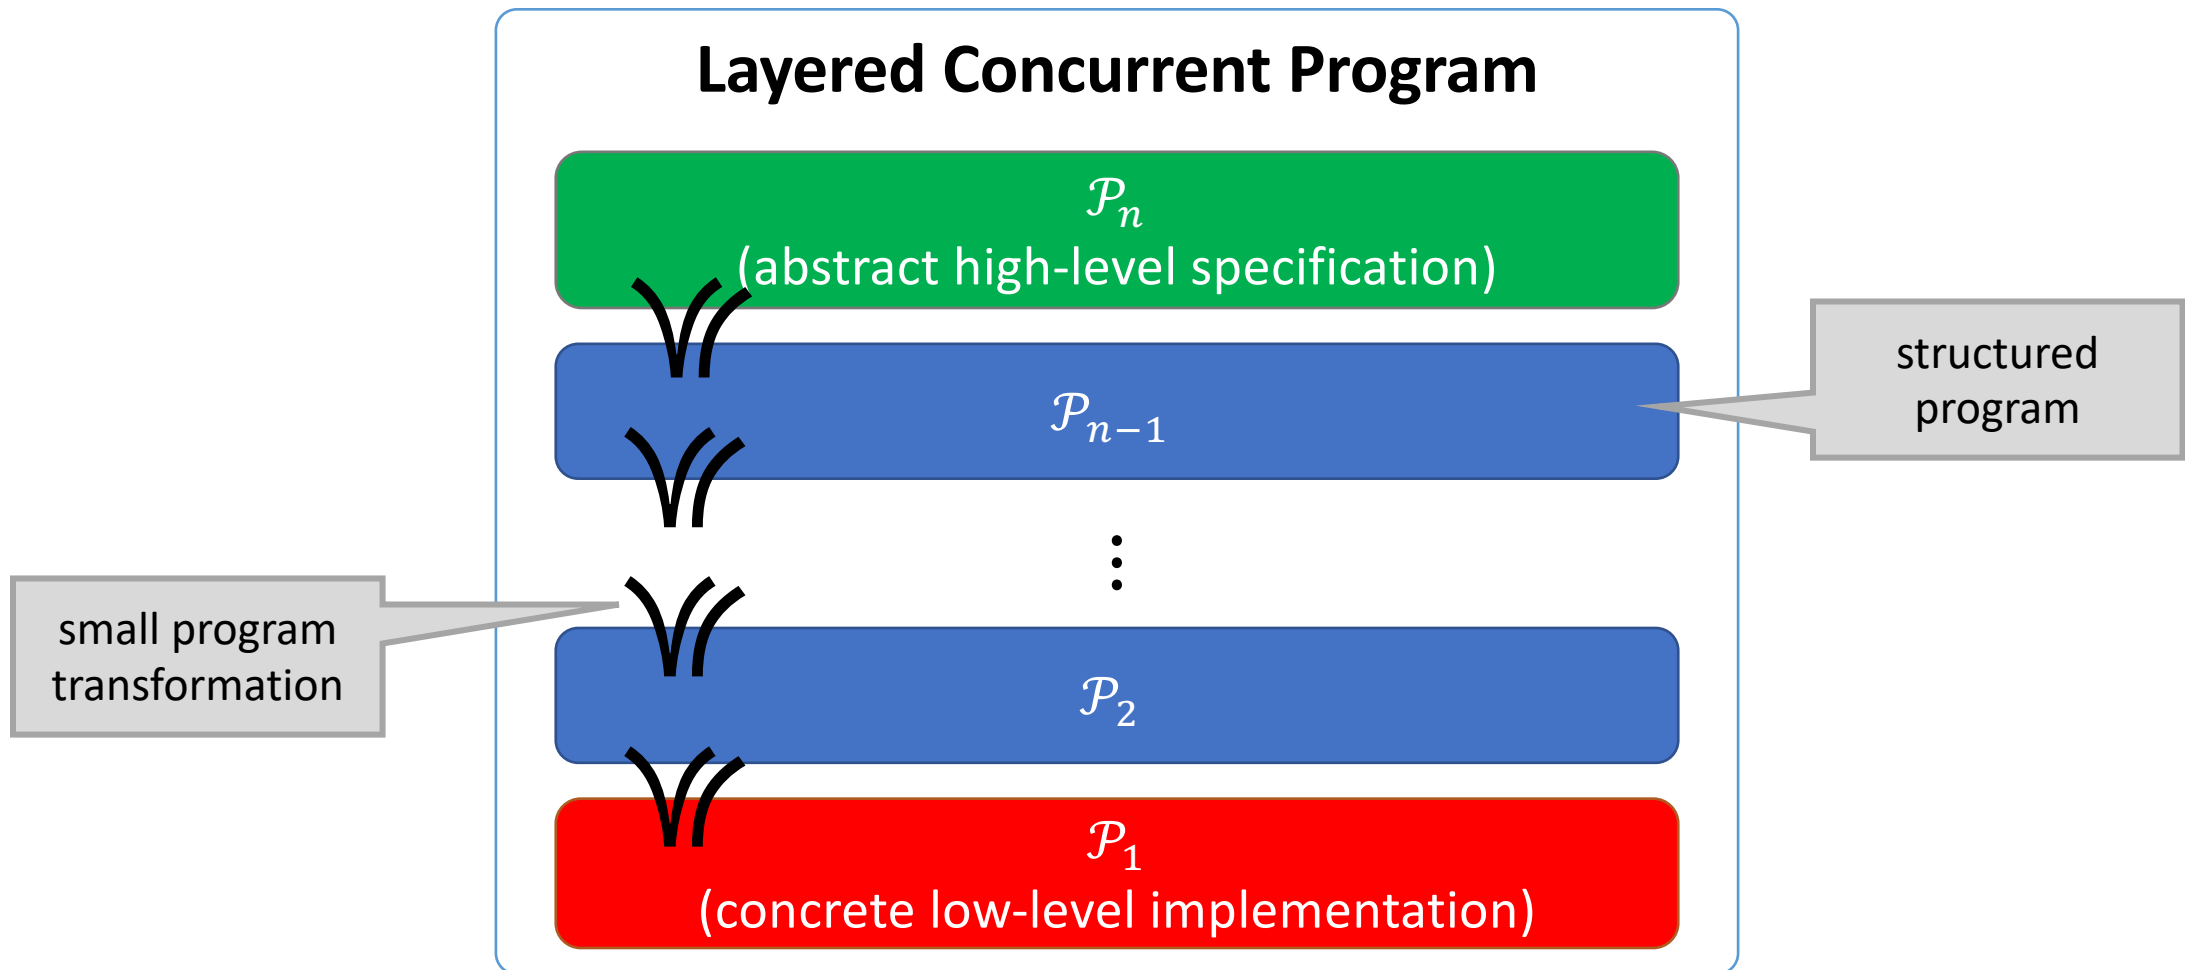 Layered Concurrent Program
𝒫ₙ
(abstract high-level specification)
structured
program
𝒫ₙ₋₁
⋮
small program
transformation
𝒫₂
𝒫₁
(concrete low-level implementation)